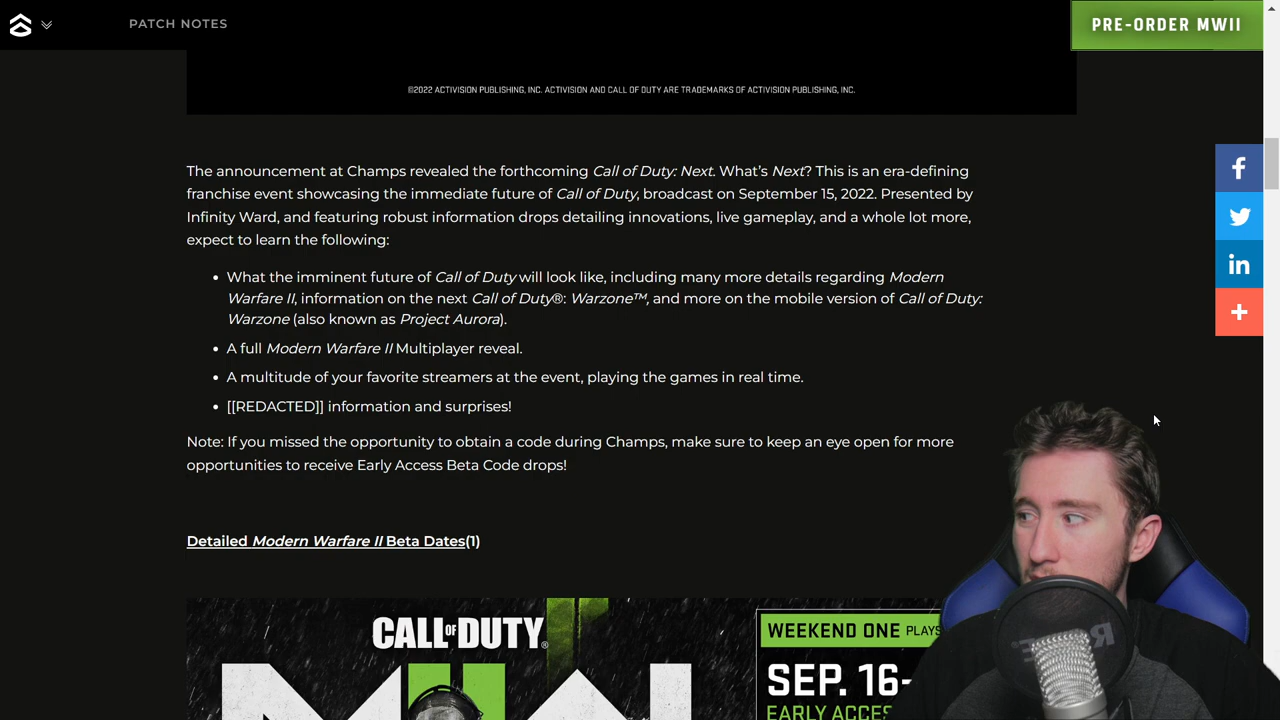 PATCH NOTES
PRE-ORDER MWII
©2022 ACTIVISION PUBLISHING, INC. ACTIVISION AND CALL OF DUTY ARE TRADEMARKS OF ACTIVISION PUBLISHING, INC.
The announcement at Champs revealed the forthcoming Call of Duty: Next. What's Next? This is an era-defining
franchise event showcasing the immediate future of Call of Duty, broadcast on September 15, 2022. Presented by
Infinity Ward, and featuring robust information drops detailing innovations, live gameplay, and a whole lot more,
expect to learn the following:
• What the imminent future of Call of Duty will look like, including many more details regarding Modern
Warfare II, information on the next Call of Duty®: Warzone™, and more on the mobile version of Call of Duty:
Warzone (also known as Project Aurora).
• A full Modern Warfare II Multiplayer reveal.
• A multitude of your favorite streamers at the event, playing the games in real time.
• [[REDACTED]] information and surprises!
Note: If you missed the opportunity to obtain a code during Champs, make sure to keep an eye open for more
opportunities to receive Early Access Beta Code drops!
Detailed Modern Warfare II Beta Dates(1)
CALL OF DUTY®
WEEKEND ONE PLAYS
SEP. 16-
EARLY ACCES